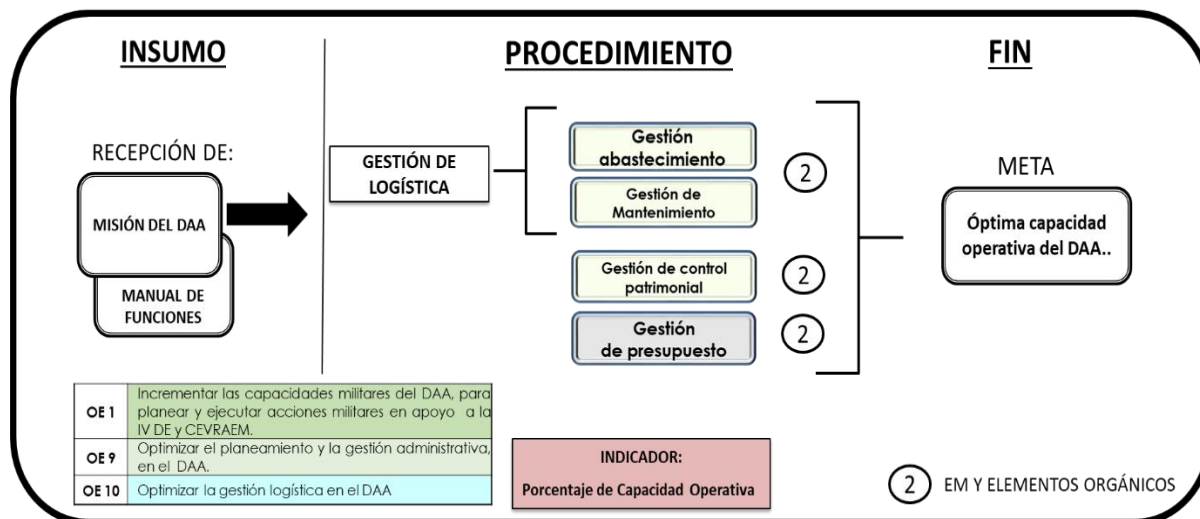 INSUMO
PROCEDIMIENTO
FIN
RECEPCIÓN DE:
MISIÓN DEL DAA
MANUAL DE
FUNCIONES
GESTIÓN DE
LOGÍSTICA
Gestión
abastecimiento
Gestión de
Mantenimiento
2
Gestión de control
patrimonial
2
Gestión
de presupuesto
2
META
Óptima capacidad
operativa del DAA..
OE 1
Incrementar las capacidades militares del DAA, para
planear y ejecutar acciones militares en apoyo a la
IV DE y CEVRAEM.
OE 9
Optimizar el planeamiento y la gestión administrativa,
en el DAA.
OE 10
Optimizar la gestión logística en el DAA
INDICADOR:
Porcentaje de Capacidad Operativa
2 EM Y ELEMENTOS ORGÁNICOS